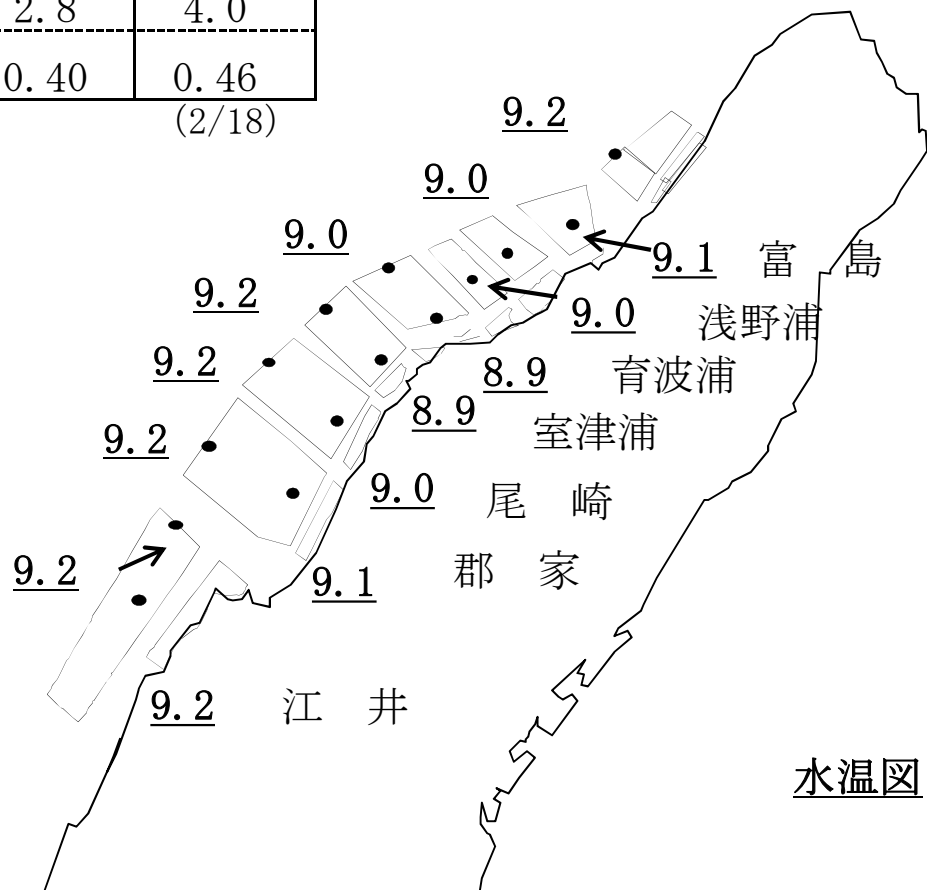 2.8 4.0
0.40 0.46
(2/18)
9.2
9.0
9.0
9.1 富 島
9.2
9.0 浅野浦
9.2
8.9 育波浦
8.9 室津浦
9.2
9.0 尾 崎
9.2
9.1 郡 家
9.2 江 井
水温図